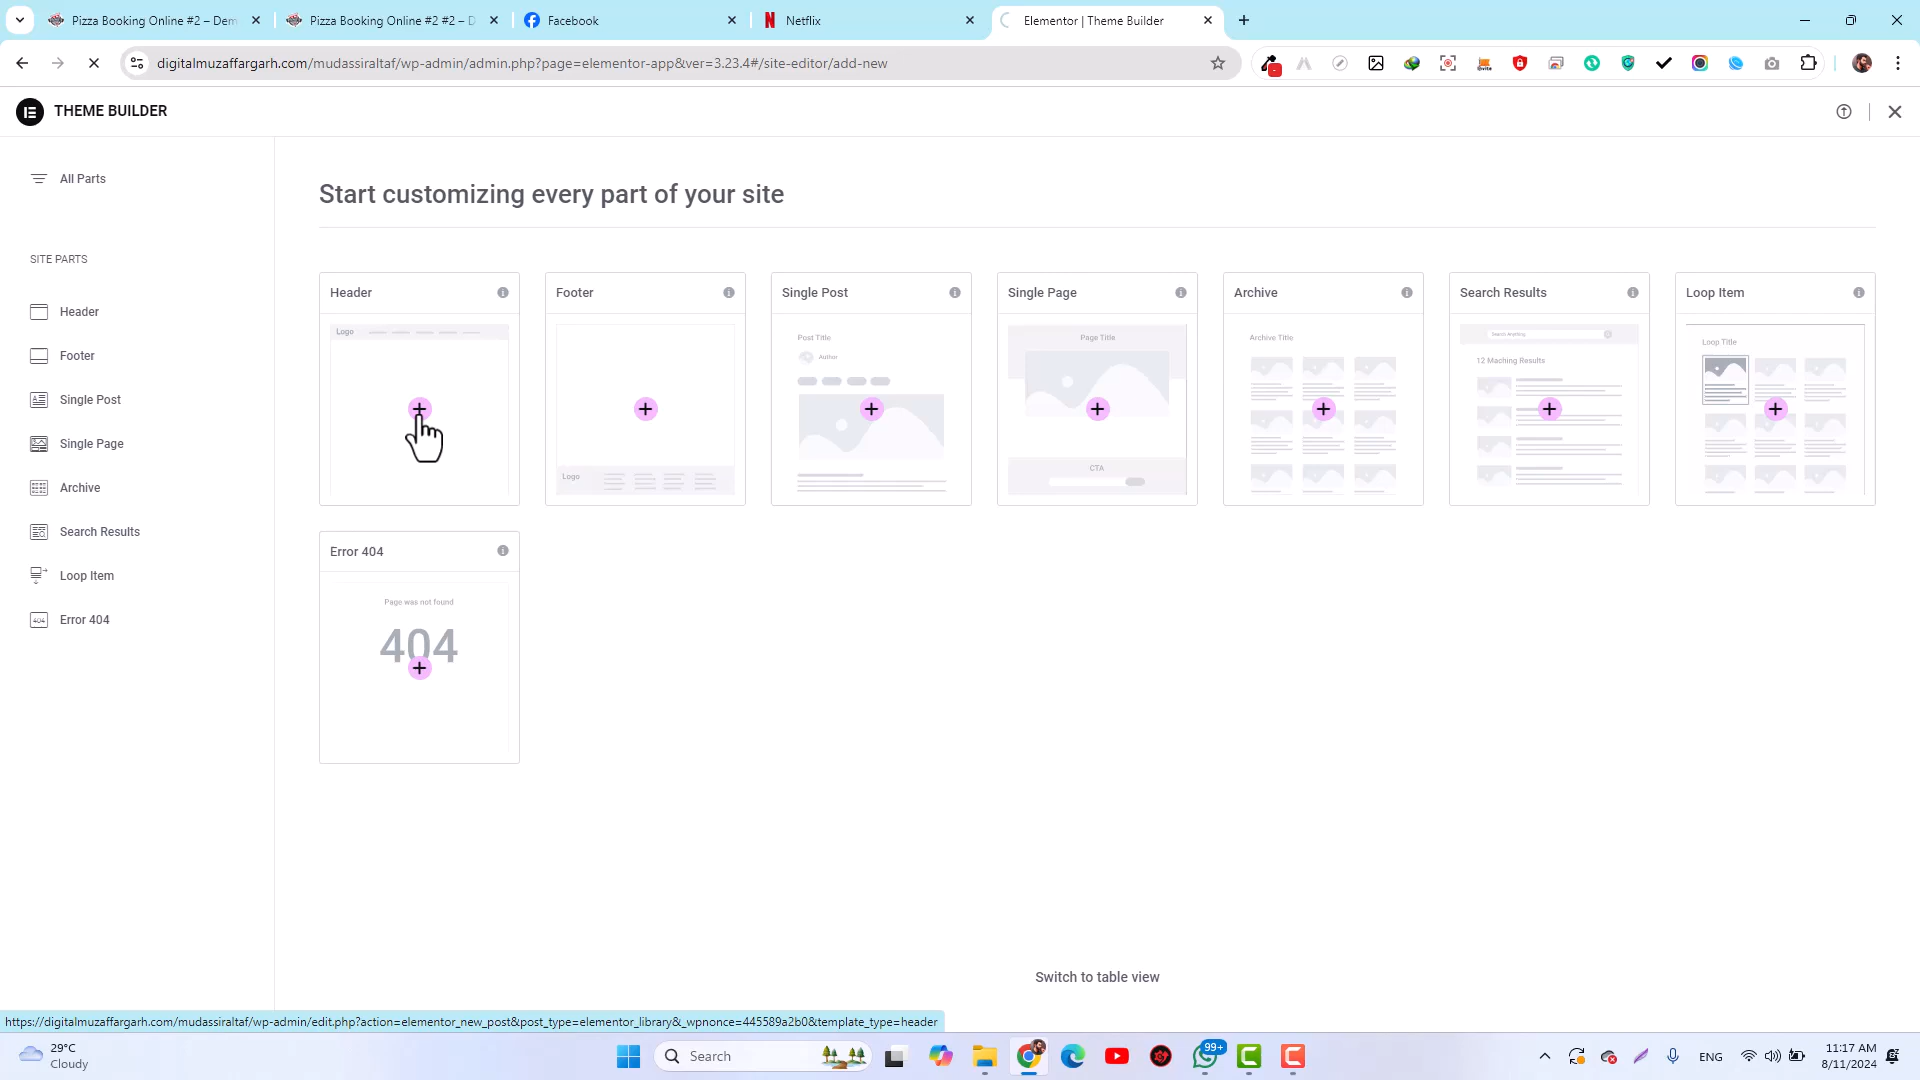 Pizza Booking Online #2 – Dem
Pizza Booking Online #2 #2 – D
Facebook
Netflix
Elementor | Theme Builder
digitalmuzaffargarh.com/mudassiraltaf/wp-admin/admin.php?page=elementor-app&ver=3.23.4#/site-editor/add-new
THEME BUILDER
All Parts
Start customizing every part of your site
SITE PARTS
Header
Footer
Single Post
Single Page
Archive
Search Results
Loop Item
Error 404
Header
Logo
Footer
Logo
Single Post
Post Title
Author
Single Page
Page Title
CTA
Archive
Archive Title
Search Results
Search Anything
12 Maching Results
Loop Item
Loop Title
Error 404
Page was not found
404
Switch to table view
https://digitalmuzaffargarh.com/mudassiraltaf/wp-admin/edit.php?action=elementor_new_post&post_type=elementor_library&_wpnonce=445589a2b0&template_type=header
29°C
Cloudy
Search
99+
ENG
11:17 AM
8/11/2024